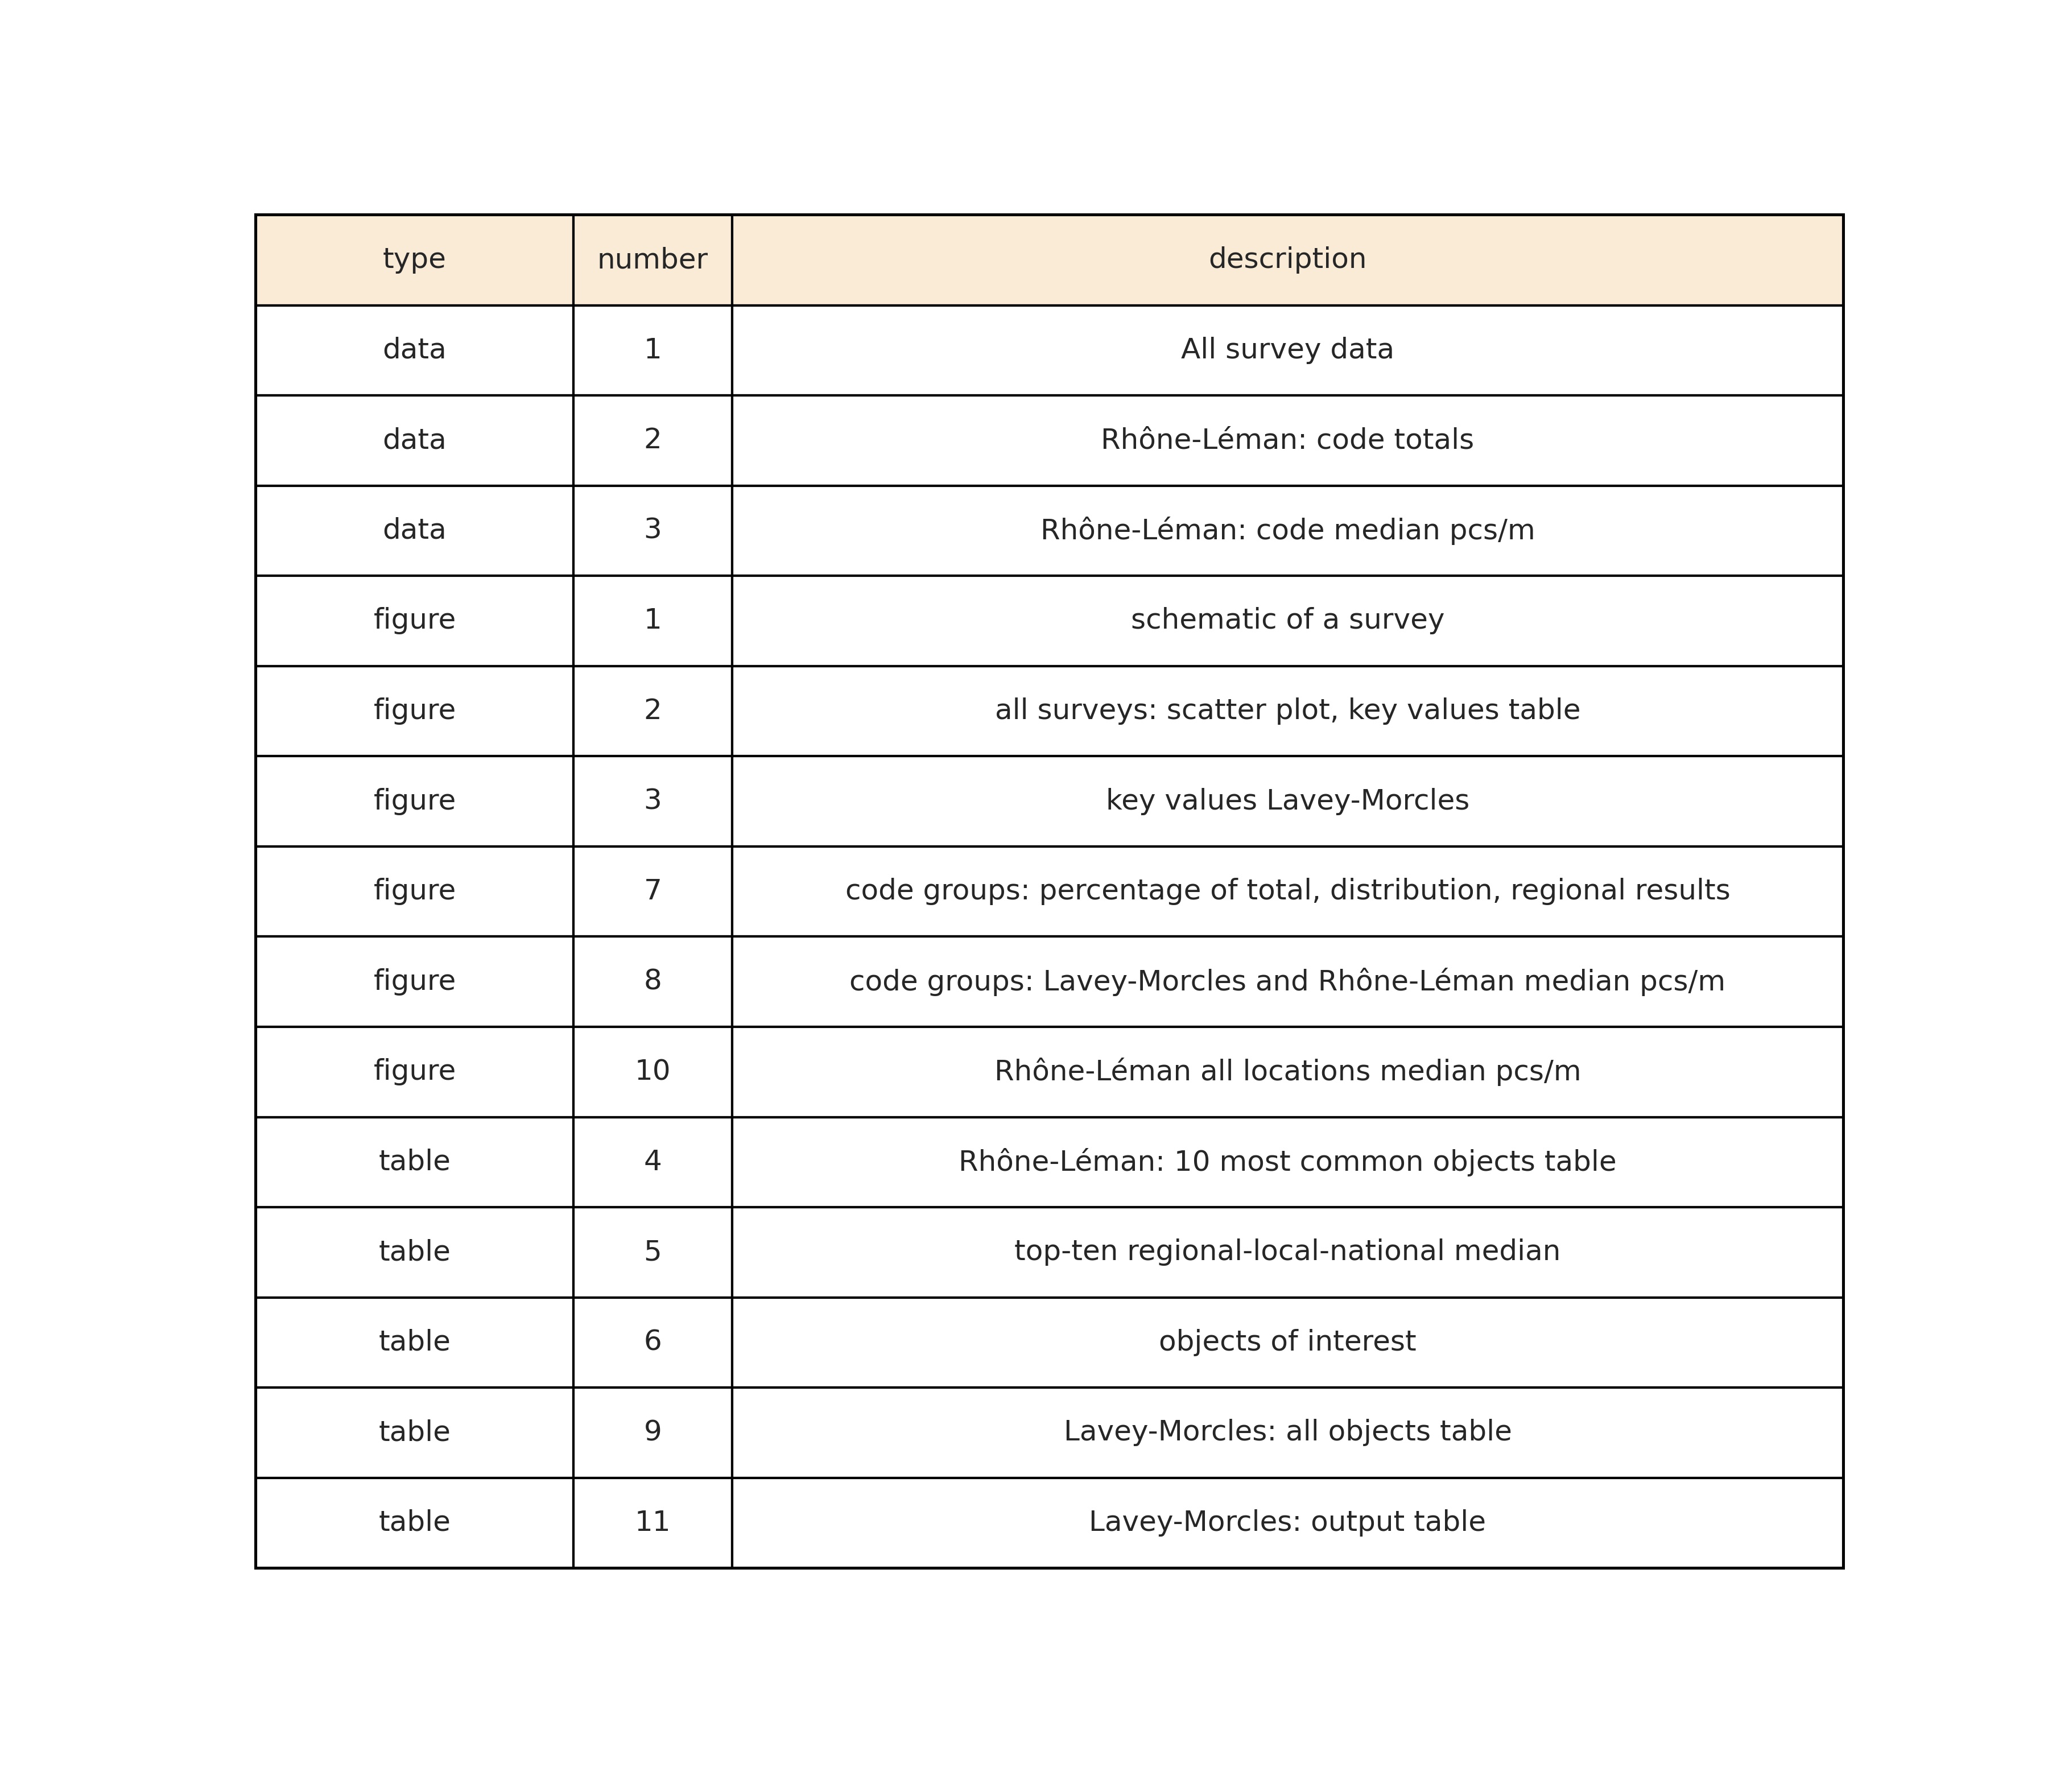 type number description
data 1 All survey data
data 2 Rhône-Léman: code totals
data 3 Rhône-Léman: code median pcs/m
figure 1 schematic of a survey
figure 2 all surveys: scatter plot, key values table
figure 3 key values Lavey-Morcles
figure 7 code groups: percentage of total, distribution, regional results
figure 8 code groups: Lavey-Morcles and Rhône-Léman median pcs/m
figure 10 Rhône-Léman all locations median pcs/m
table 4 Rhône-Léman: 10 most common objects table
table 5 top-ten regional-local-national median
table 6 objects of interest
table 9 Lavey-Morcles: all objects table
table 11 Lavey-Morcles: output table